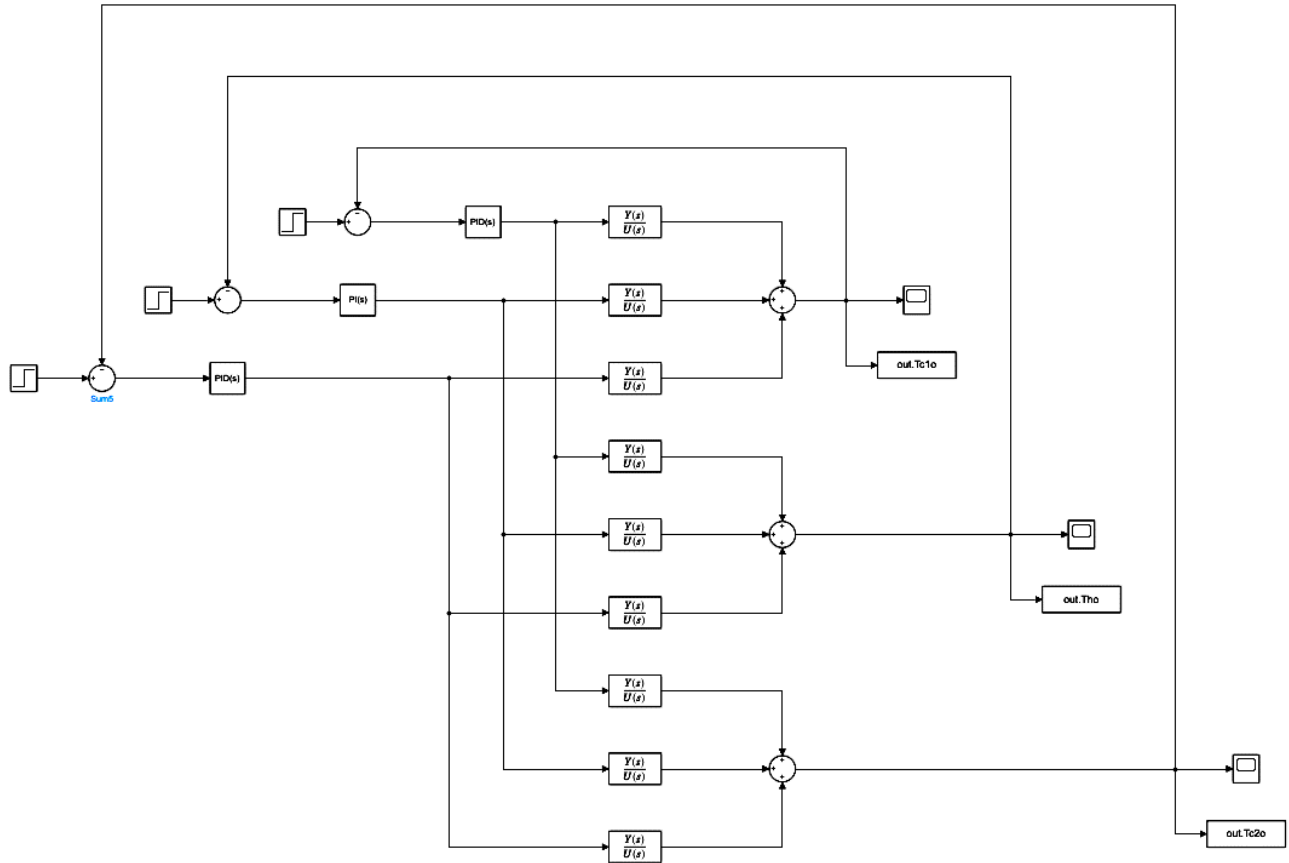 PID(s)
Y(s)
U(s)
PI(s)
Y(s)
U(s)
out.Tc1o
PID(s)
Sum5
Y(s)
U(s)
Y(s)
U(s)
Y(s)
U(s)
out.Tho
Y(s)
U(s)
Y(s)
U(s)
Y(s)
U(s)
out.Tc2o
Y(s)
U(s)